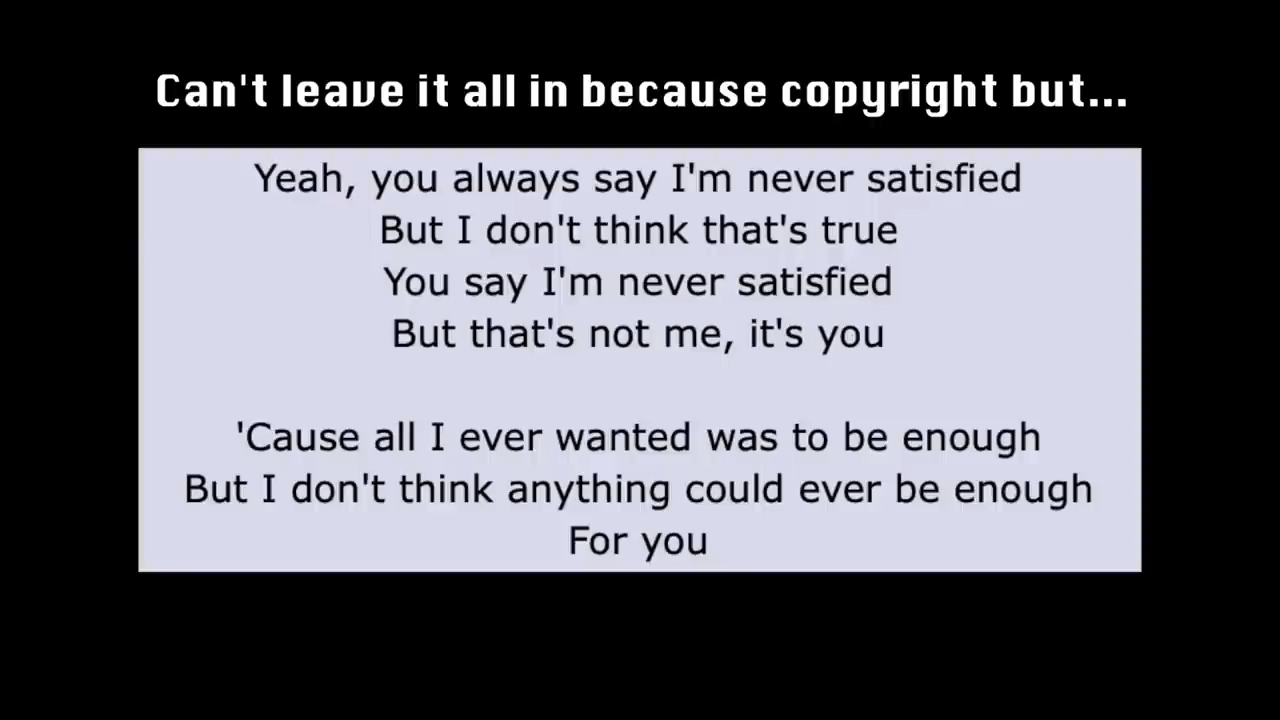 Can't leave it all in because copyright but...
Yeah, you always say I'm never satisfied
But I don't think that's true
You say I'm never satisfied
But that's not me, it's you
'Cause all I ever wanted was to be enough
But I don't think anything could ever be enough
For you